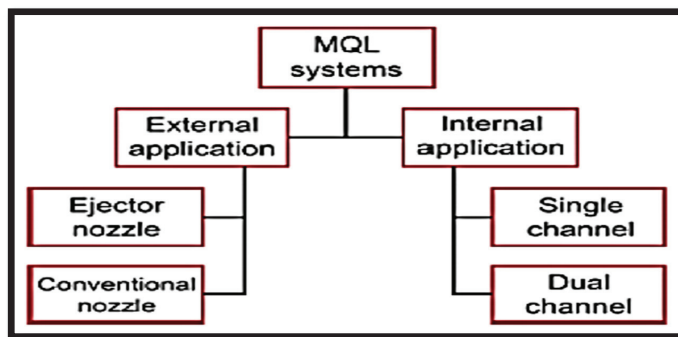 MQL
systems
External
application
Internal
application
Ejector
nozzle
Single
channel
Conventional
nozzle
Dual
channel